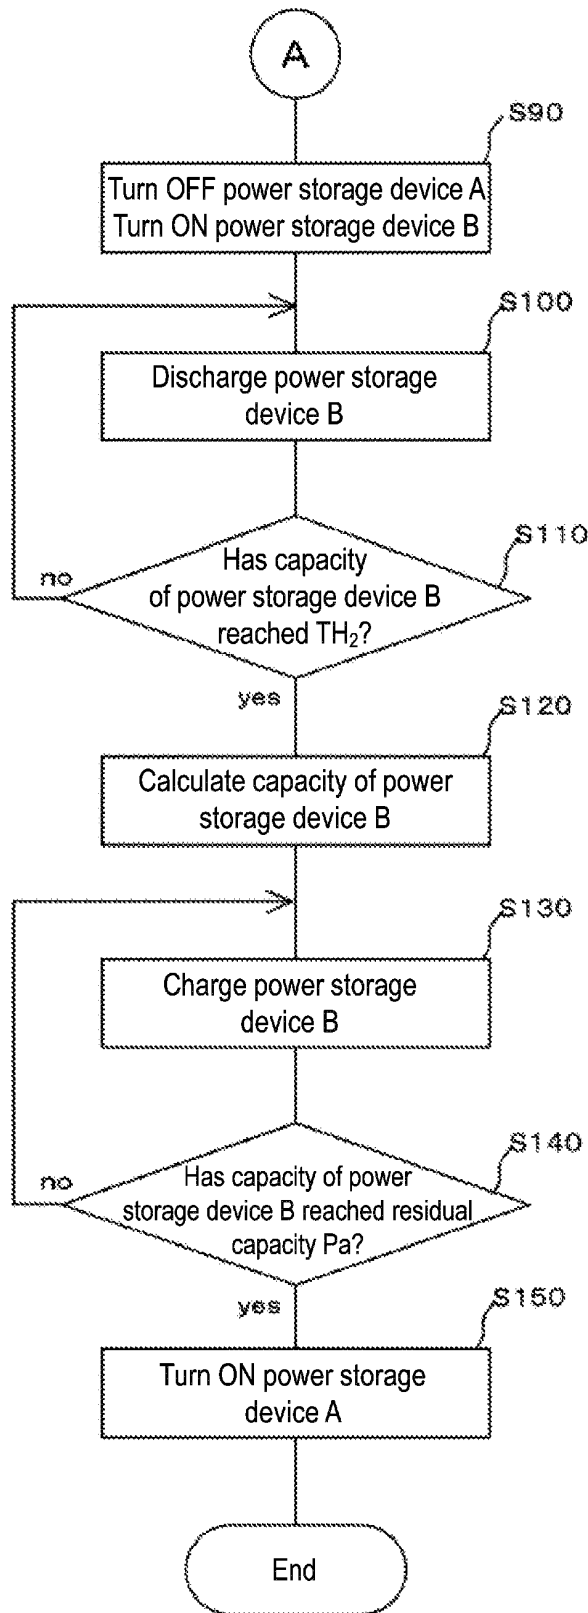 A
S90
Turn OFF power storage device A
Turn ON power storage device B
S100
Discharge power storage
device B
S110
Has capacity
of power storage device B
reached TH₂?
no
yes
S120
Calculate capacity of power
storage device B
S130
Charge power storage
device B
S140
Has capacity of power
storage device B reached residual
capacity Pa?
no
yes
S150
Turn ON power storage
device A
End